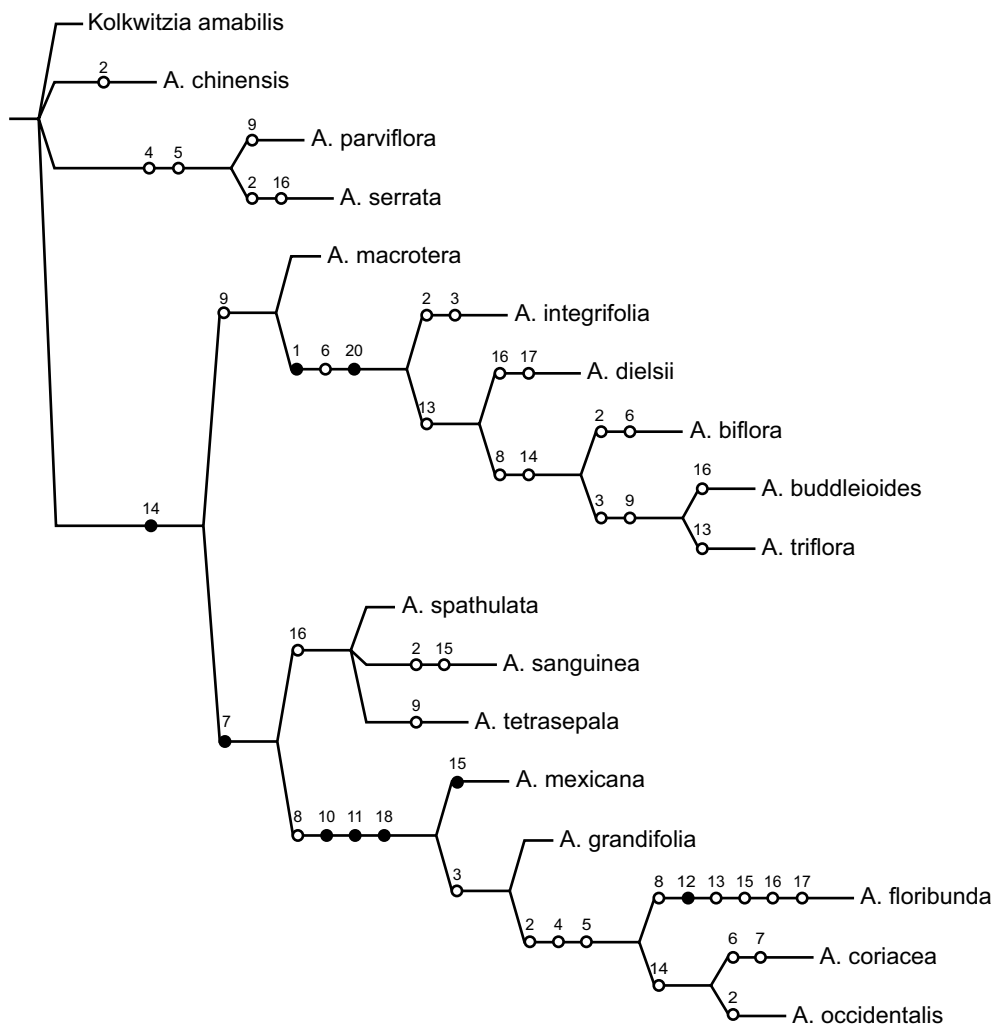 Kolkwitzia amabilis
2
A. chinensis
9
4 5
A. parviflora
2 16
A. serrata
A. macrotera
9
2 3
A. integrifolia
1 6 20
16 17
A. dielsii
13
2 6
A. biflora
8 14
16
A. buddleioides
3 9
13
A. triflora
14
A. spathulata
16
2 15
A. sanguinea
9
A. tetrasepala
7
15
A. mexicana
8 10 11 18
A. grandifolia
3
8 12 13 15 16 17
A. floribunda
2 4 5
6 7
A. coriacea
14
2
A. occidentalis